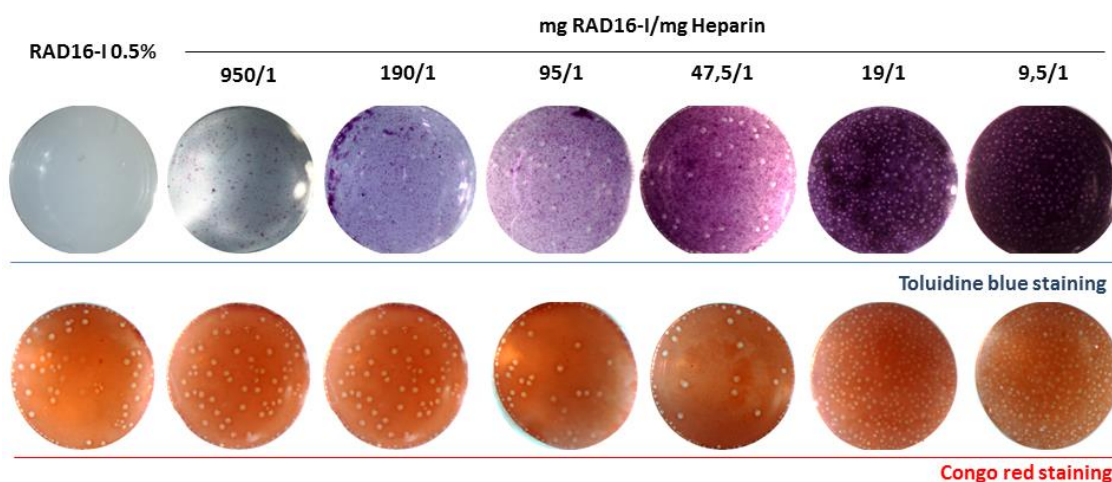 mg RAD16-I/mg Heparin
RAD16-I 0.5%
950/1
190/1
95/1
47,5/1
19/1
9,5/1
Toluidine blue staining
Congo red staining